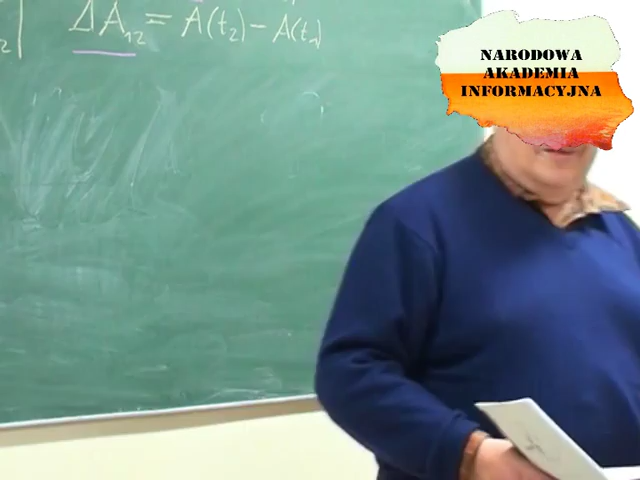 ΔA₁₂ = A(t₂) − A(t₁)
NARODOWA
AKADEMIA
INFORMACYJNA